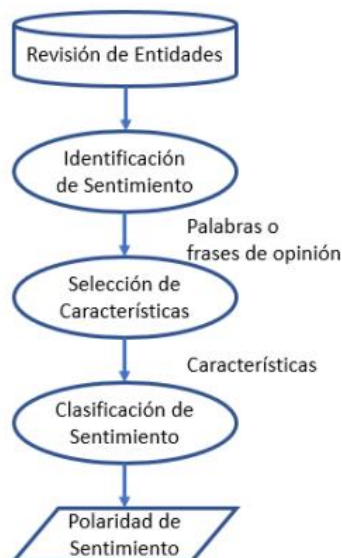 Revisión de Entidades
Identificación
de Sentimiento
Palabras o
frases de opinión
Selección de
Características
Características
Clasificación de
Sentimiento
Polaridad de
Sentimiento